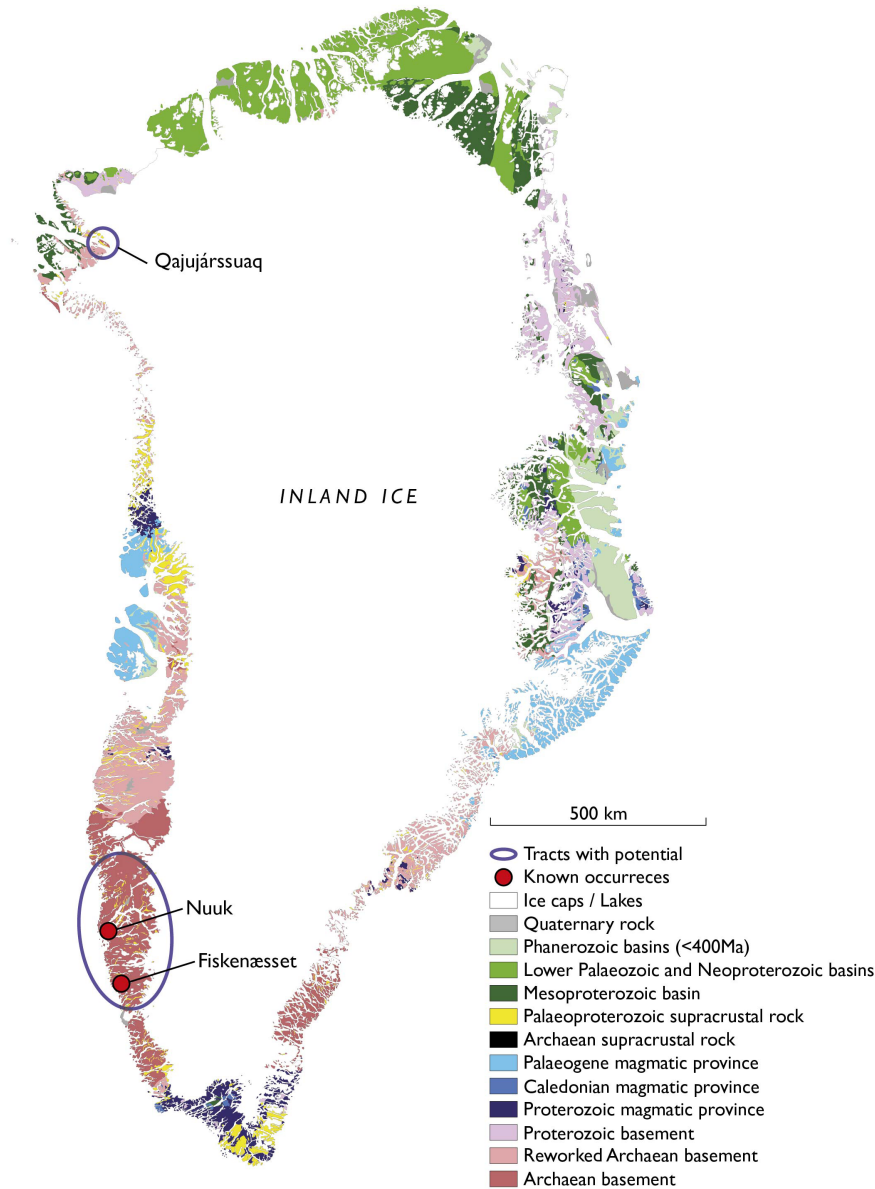 Qajujárssuaq
INLAND ICE
500 km
Nuuk
Fiskenæsset
Tracts with potential
Known occurreces
Ice caps / Lakes
Quaternary rock
Phanerozoic basins (<400Ma)
Lower Palaeozoic and Neoproterozoic basins
Mesoproterozoic basin
Palaeoproterozoic supracrustal rock
Archaean supracrustal rock
Palaeogene magmatic province
Caledonian magmatic province
Proterozoic magmatic province
Proterozoic basement
Reworked Archaean basement
Archaean basement